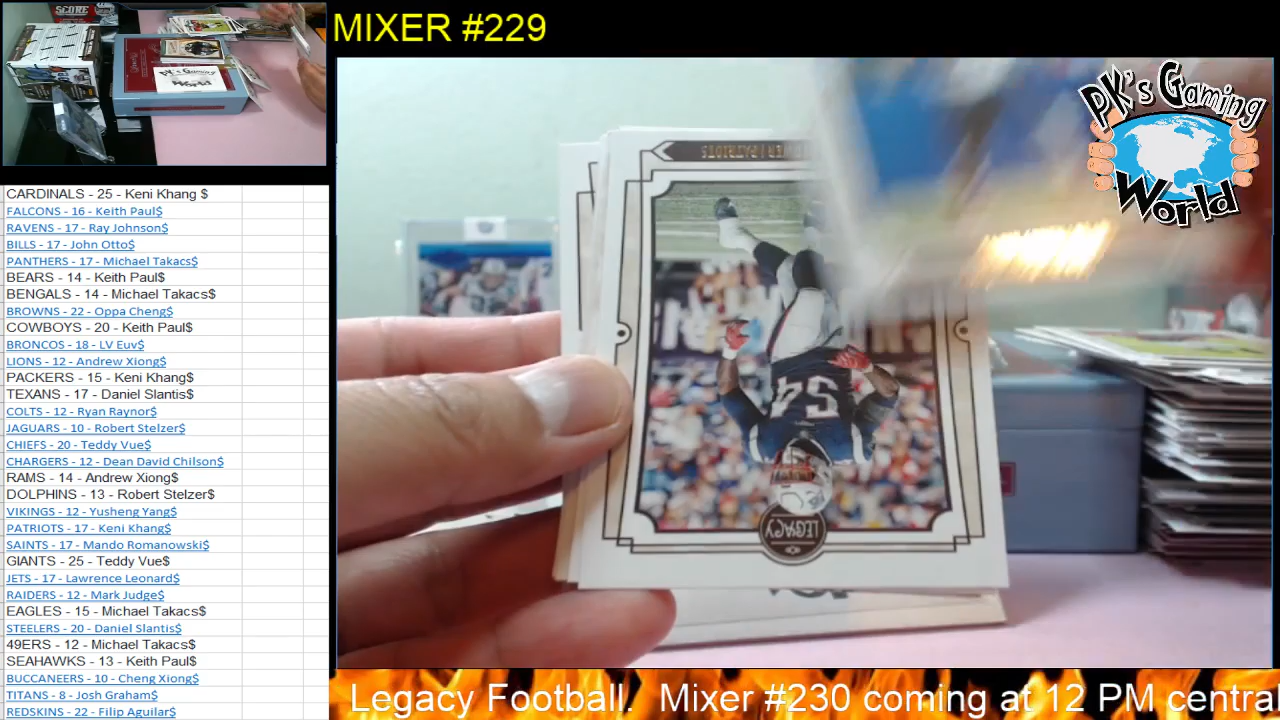 MIXER #229
PK's Gaming
World
CARDINALS - 25 - Keni Khang $
FALCONS - 16 - Keith Paul$
RAVENS - 17 - Ray Johnson$
BILLS - 17 - John Otto$
PANTHERS - 17 - Michael Takacs$
BEARS - 14 - Keith Paul$
BENGALS - 14 - Michael Takacs$
BROWNS - 22 - Oppa Cheng$
COWBOYS - 20 - Keith Paul$
BRONCOS - 18 - LV Euv$
LIONS - 12 - Andrew Xiong$
PACKERS - 15 - Keni Khang$
TEXANS - 17 - Daniel Slantis$
COLTS - 12 - Ryan Raynor$
JAGUARS - 10 - Robert Stelzer$
CHIEFS - 20 - Teddy Vue$
CHARGERS - 12 - Dean David Chilson$
RAMS - 14 - Andrew Xiong$
DOLPHINS - 13 - Robert Stelzer$
VIKINGS - 12 - Yusheng Yang$
PATRIOTS - 17 - Keni Khang$
SAINTS - 17 - Mando Romanowski$
GIANTS - 25 - Teddy Vue$
JETS - 17 - Lawrence Leonard$
RAIDERS - 12 - Mark Judge$
EAGLES - 15 - Michael Takacs$
STEELERS - 20 - Daniel Slantis$
49ERS - 12 - Michael Takacs$
SEAHAWKS - 13 - Keith Paul$
BUCCANEERS - 10 - Cheng Xiong$
TITANS - 8 - Josh Graham$
REDSKINS - 22 - Filip Aguilar$
SCORE
PK's Gaming
World
PATRIOTS
54
LEGACY
Legacy Football. Mixer #230 coming at 12 PM central